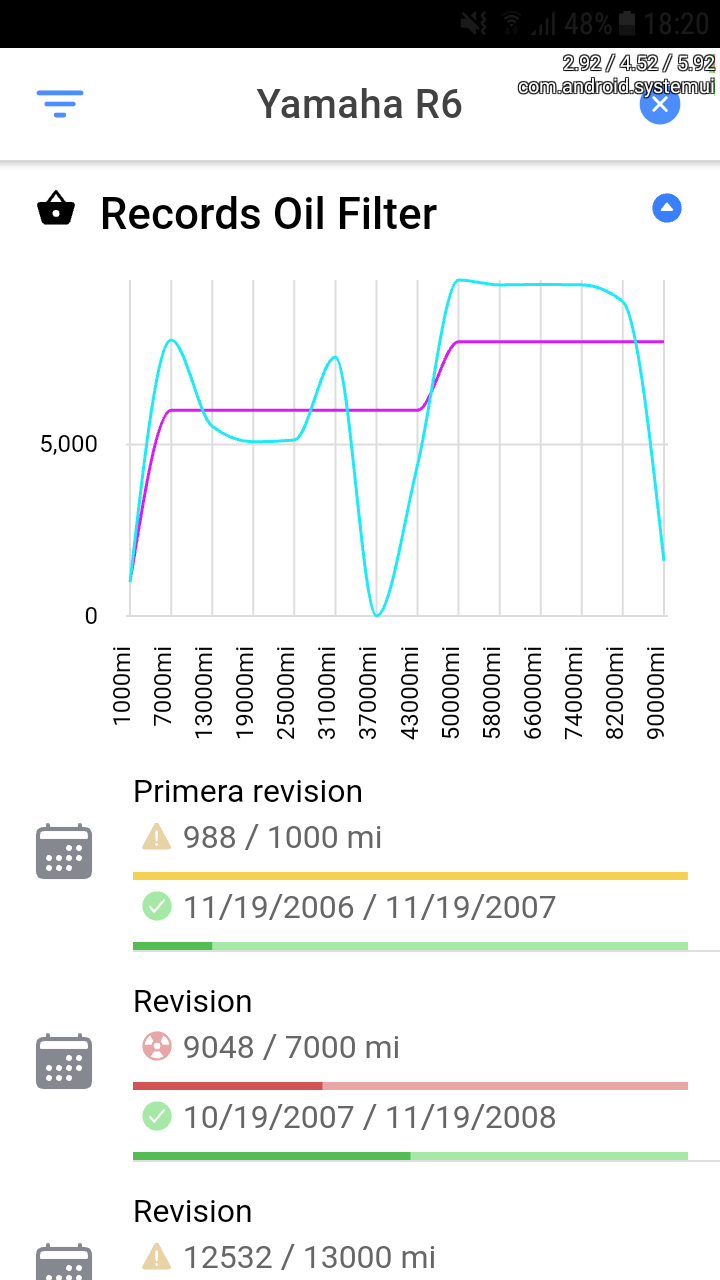 48% 18:20
2.92 / 4.52 / 5.92
com.android.systemui
Yamaha R6
Records Oil Filter
5,000
0
1000mi
7000mi
13000mi
19000mi
25000mi
31000mi
37000mi
43000mi
50000mi
58000mi
66000mi
74000mi
82000mi
90000mi
Primera revision
988 / 1000 mi
11/19/2006 / 11/19/2007
Revision
9048 / 7000 mi
10/19/2007 / 11/19/2008
Revision
12532 / 13000 mi